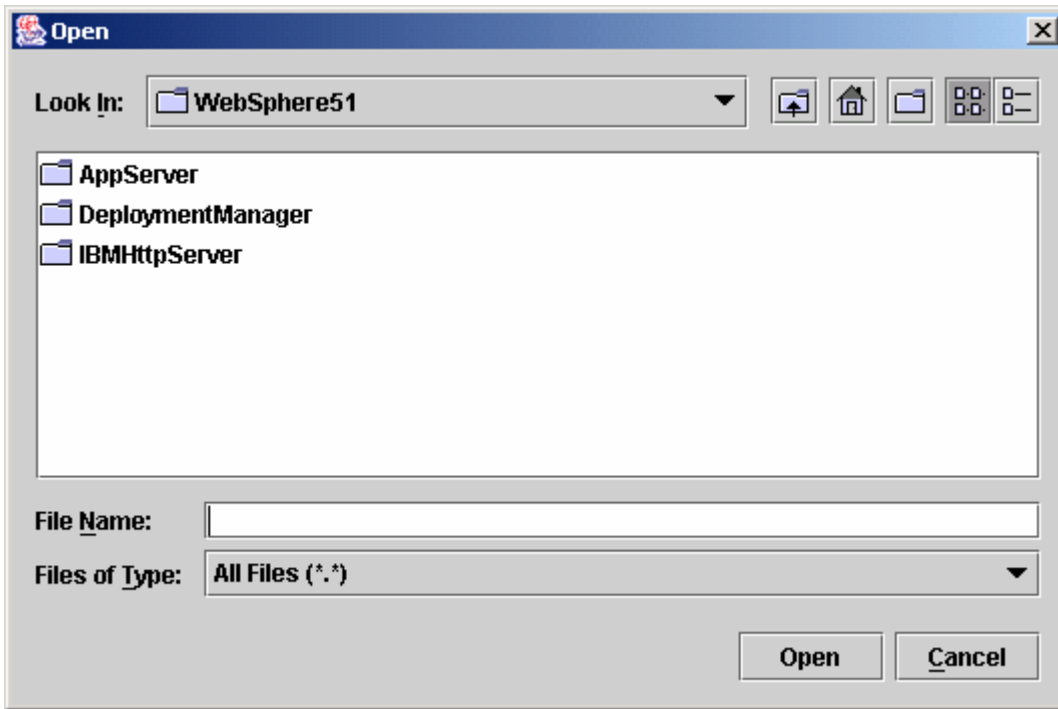 Open
Look In: WebSphere51
AppServer
DeploymentManager
IBMHttpServer
File Name:
Files of Type: All Files (*.*)
Open Cancel